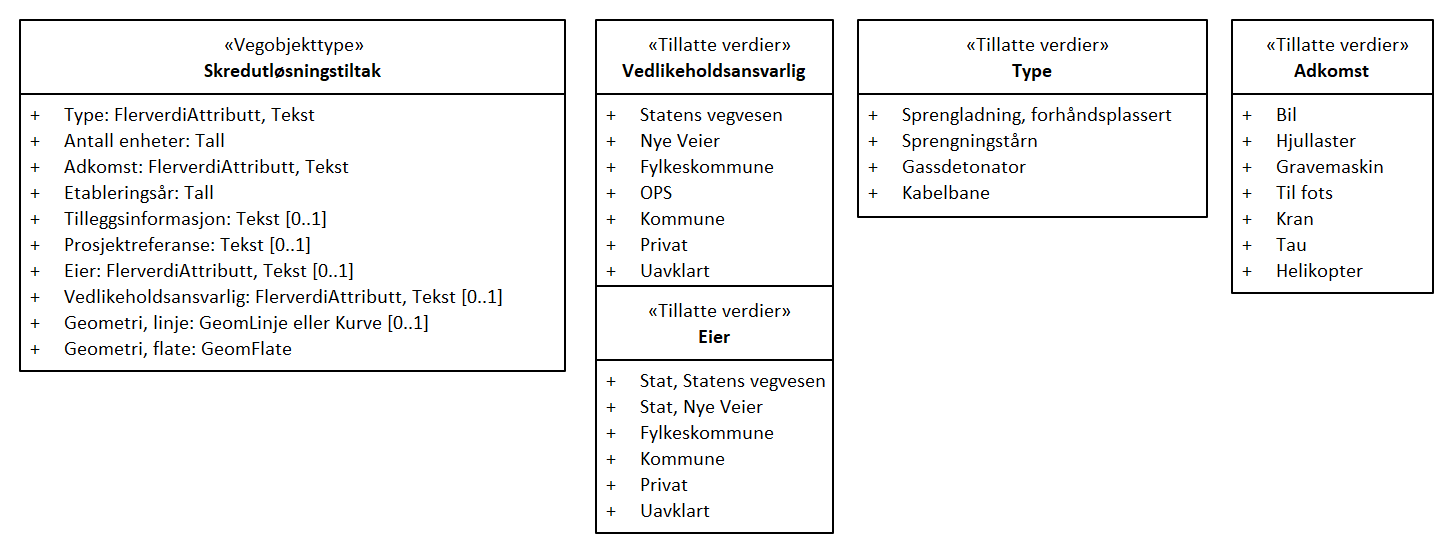 «Vegobjekttype»
Skredutløsningstiltak
+ Type: FlerverdiAttributt, Tekst
+ Antall enheter: Tall
+ Adkomst: FlerverdiAttributt, Tekst
+ Etableringsår: Tall
+ Tilleggsinformasjon: Tekst [0..1]
+ Prosjektreferanse: Tekst [0..1]
+ Eier: FlerverdiAttributt, Tekst [0..1]
+ Vedlikeholdsansvarlig: FlerverdiAttributt, Tekst [0..1]
+ Geometri, linje: GeomLinje eller Kurve [0..1]
+ Geometri, flate: GeomFlate
«Tillatte verdier»
Vedlikeholdsansvarlig
+ Statens vegvesen
+ Nye Veier
+ Fylkeskommune
+ OPS
+ Kommune
+ Privat
+ Uavklart
«Tillatte verdier»
Eier
+ Stat, Statens vegvesen
+ Stat, Nye Veier
+ Fylkeskommune
+ Kommune
+ Privat
+ Uavklart
«Tillatte verdier»
Type
+ Sprengladning, forhåndsplassert
+ Sprengningstårn
+ Gassdetonator
+ Kabelbane
«Tillatte verdier»
Adkomst
+ Bil
+ Hjullaster
+ Gravemaskin
+ Til fots
+ Kran
+ Tau
+ Helikopter